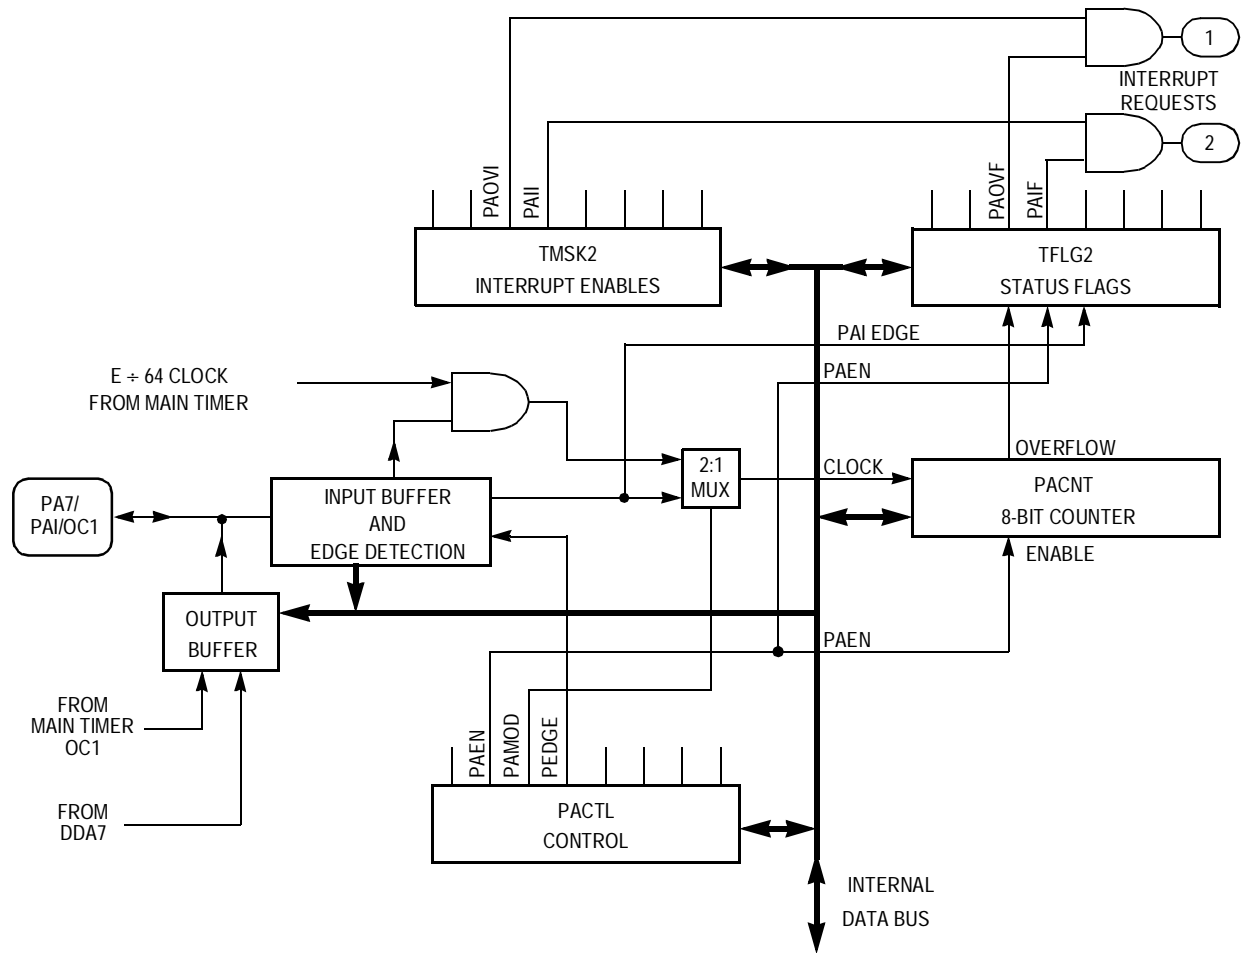 1
INTERRUPT
REQUESTS
2
PAOVI
PAII
PAOVF
PAIF
TMSK2
INTERRUPT ENABLES
TFLG2
STATUS FLAGS
PAI EDGE
PAEN
E ÷ 64 CLOCK
FROM MAIN TIMER
OVERFLOW
2:1
MUX
CLOCK
PACNT
8-BIT COUNTER
ENABLE
PA7/
PAI/OC1
INPUT BUFFER
AND
EDGE DETECTION
OUTPUT
BUFFER
PAEN
FROM
MAIN TIMER
OC1
PAEN
PAMOD
PEDGE
FROM
DDA7
PACTL
CONTROL
INTERNAL
DATA BUS